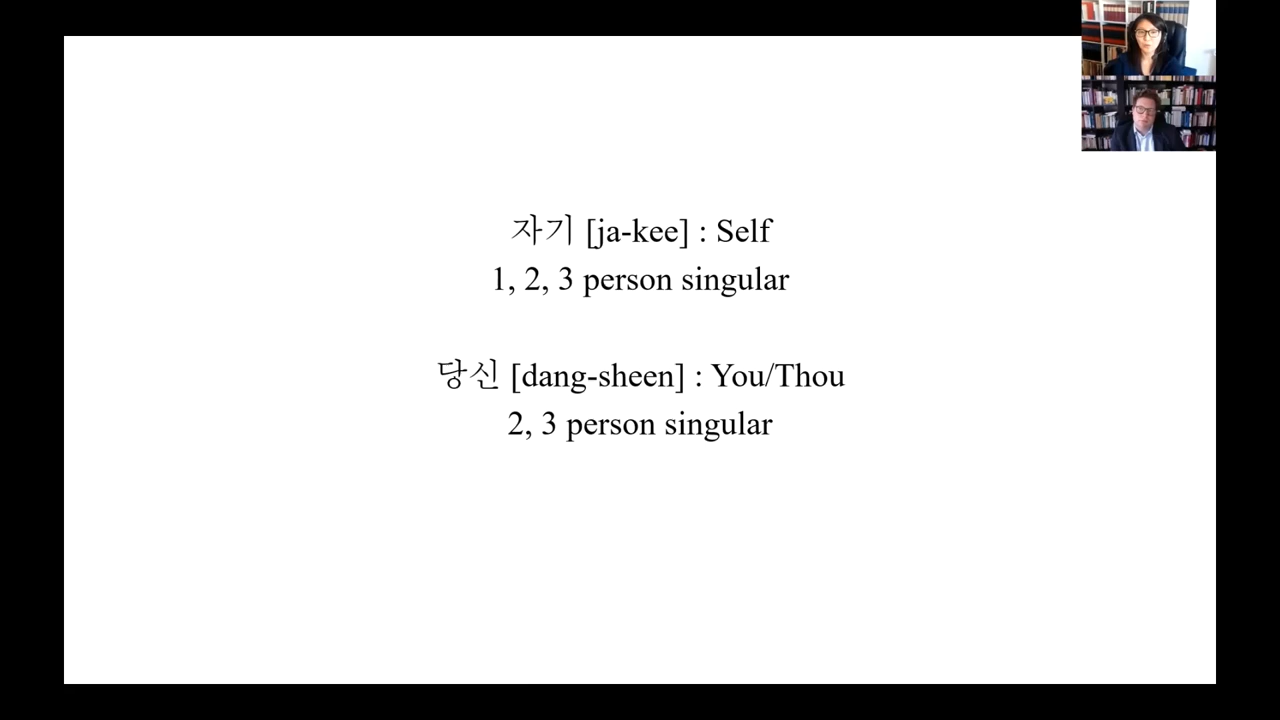 자기 [ja-kee] : Self
1, 2, 3 person singular
당신 [dang-sheen] : You/Thou
2, 3 person singular